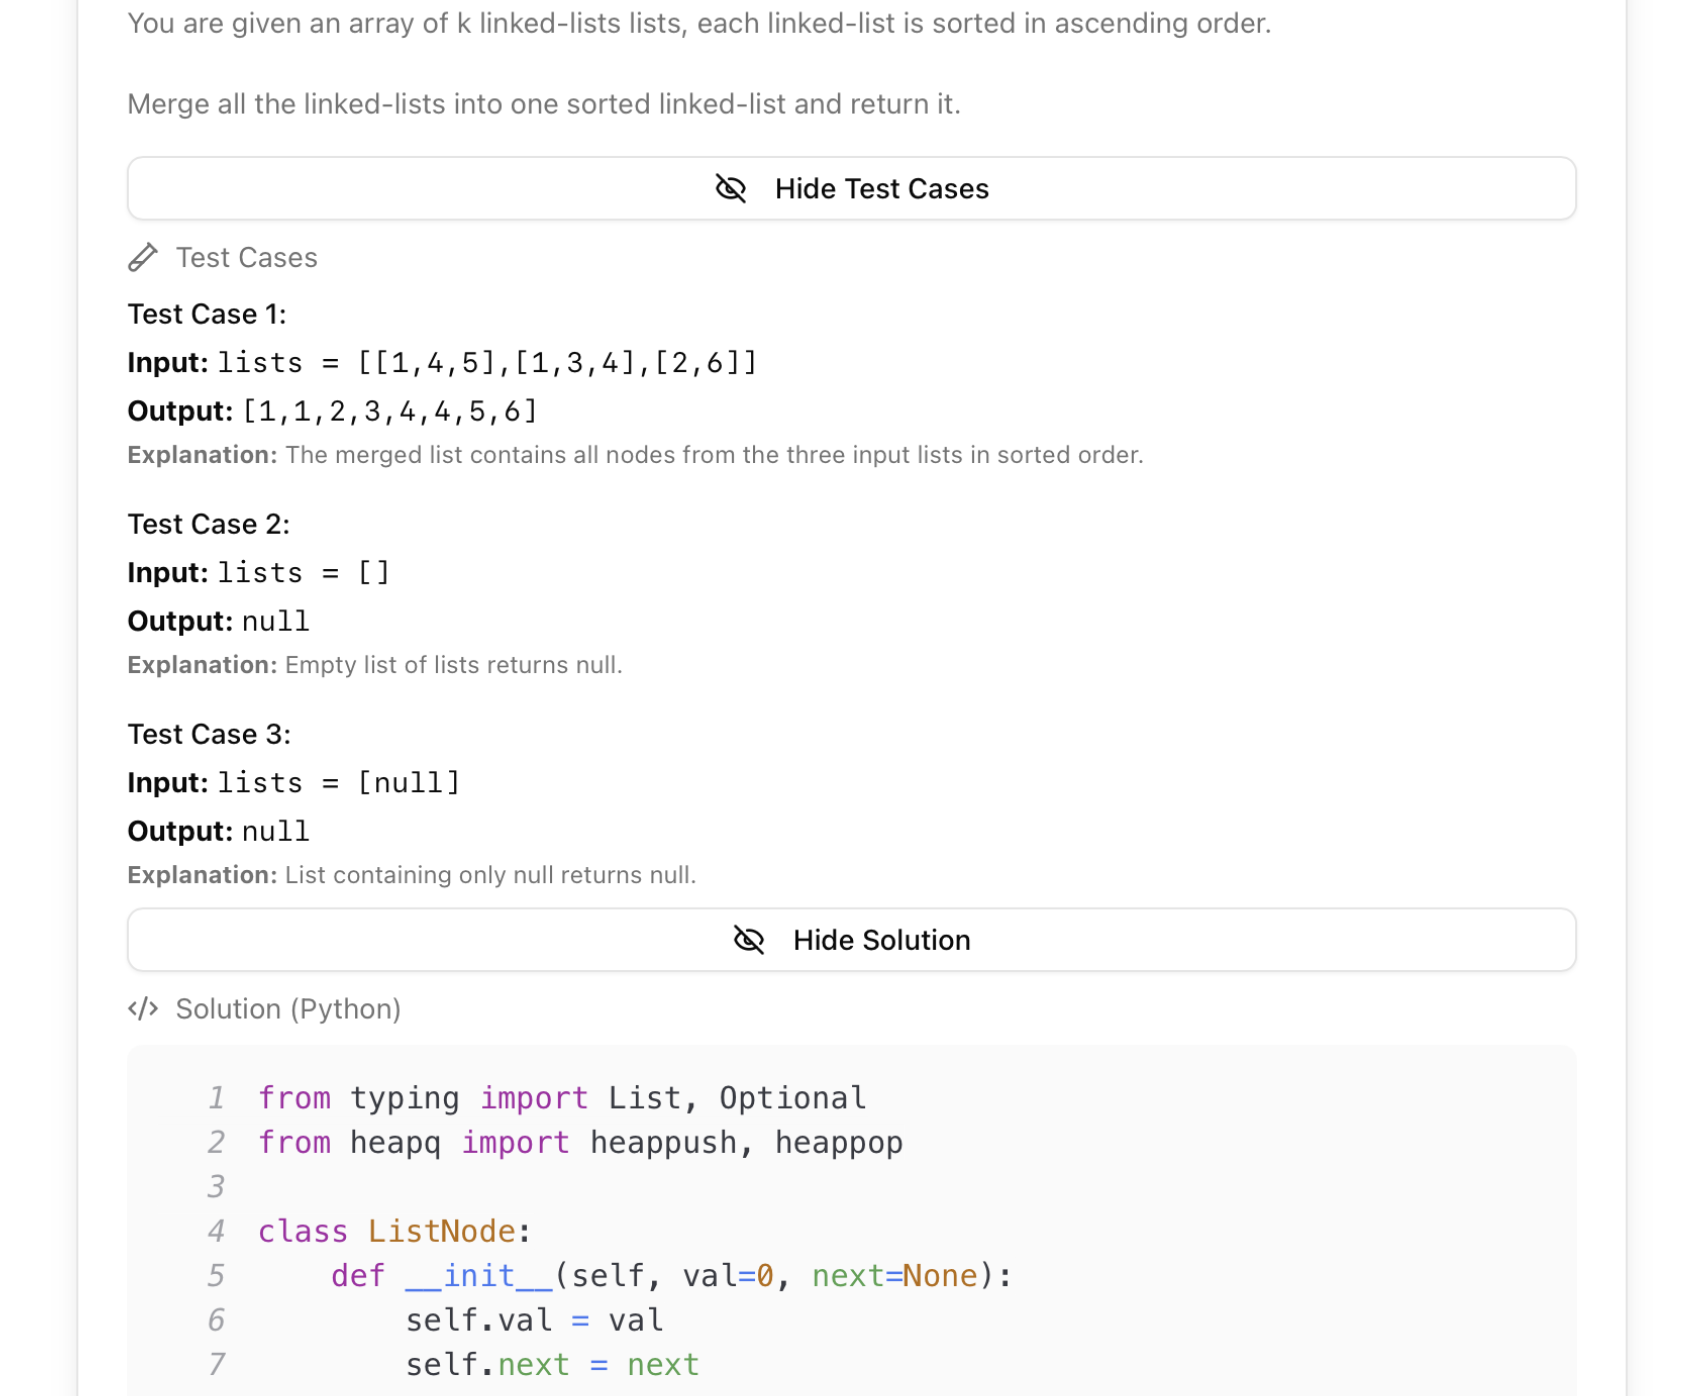 You are given an array of k linked-lists lists, each linked-list is sorted in ascending order.
Merge all the linked-lists into one sorted linked-list and return it.
Hide Test Cases
Test Cases
Test Case 1:
Input: lists = [[1,4,5],[1,3,4],[2,6]]
Output: [1,1,2,3,4,4,5,6]
Explanation: The merged list contains all nodes from the three input lists in sorted order.
Test Case 2:
Input: lists = []
Output: null
Explanation: Empty list of lists returns null.
Test Case 3:
Input: lists = [null]
Output: null
Explanation: List containing only null returns null.
Hide Solution
</> Solution (Python)
1 from typing import List, Optional
2 from heapq import heappush, heappop
3
4 class ListNode:
5     def __init__(self, val=0, next=None):
6         self.val = val
7         self.next = next